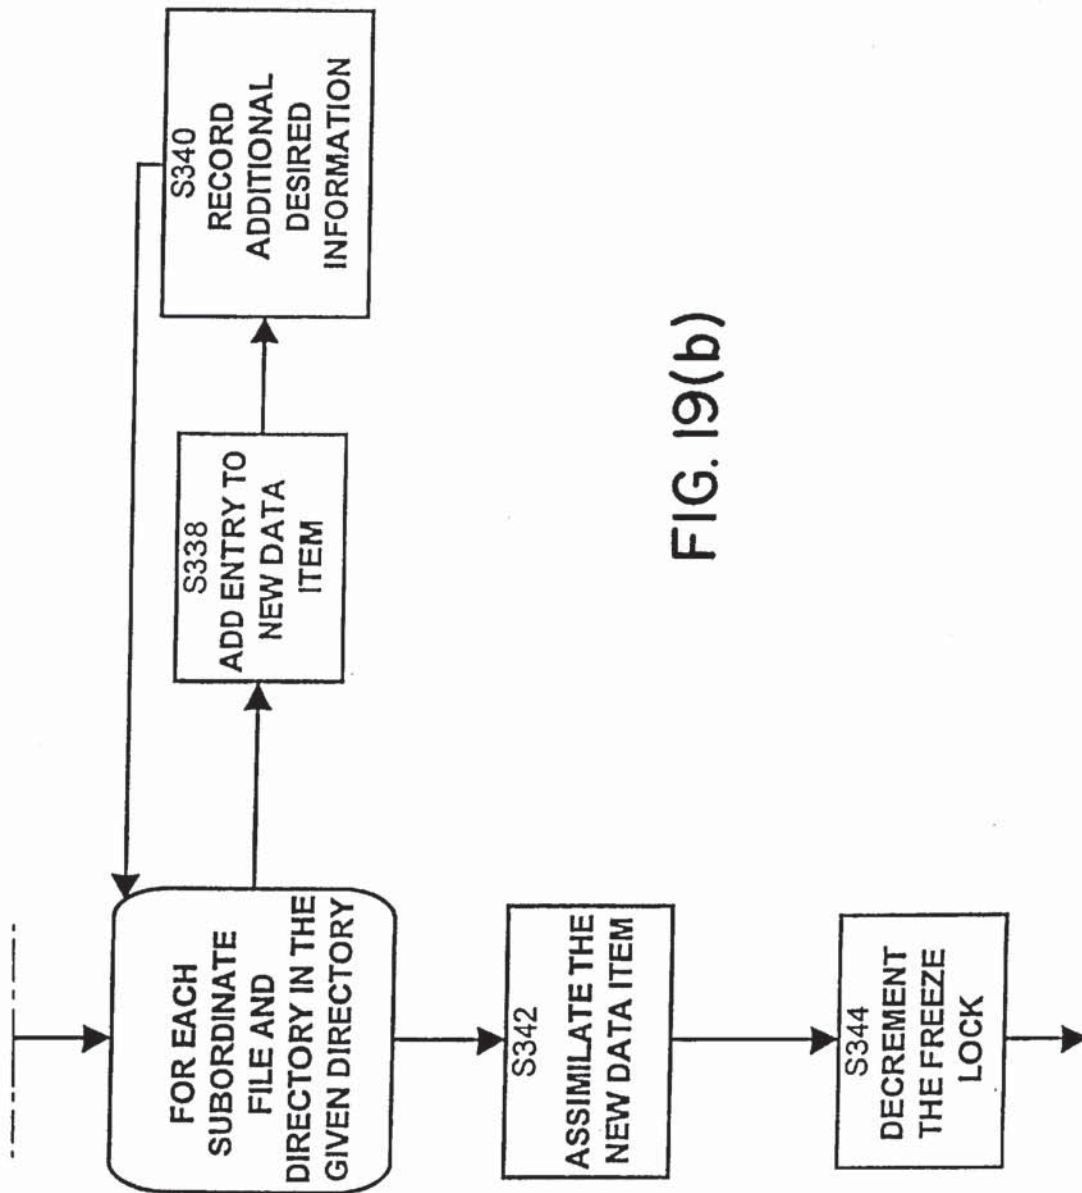 FOR EACH
SUBORDINATE
FILE AND
DIRECTORY IN THE
GIVEN DIRECTORY
S338
ADD ENTRY TO
NEW DATA
ITEM
S340
RECORD
ADDITIONAL
DESIRED
INFORMATION
S342
ASSIMILATE THE
NEW DATA ITEM
S344
DECREMENT
THE FREEZE
LOCK
FIG. 19(b)